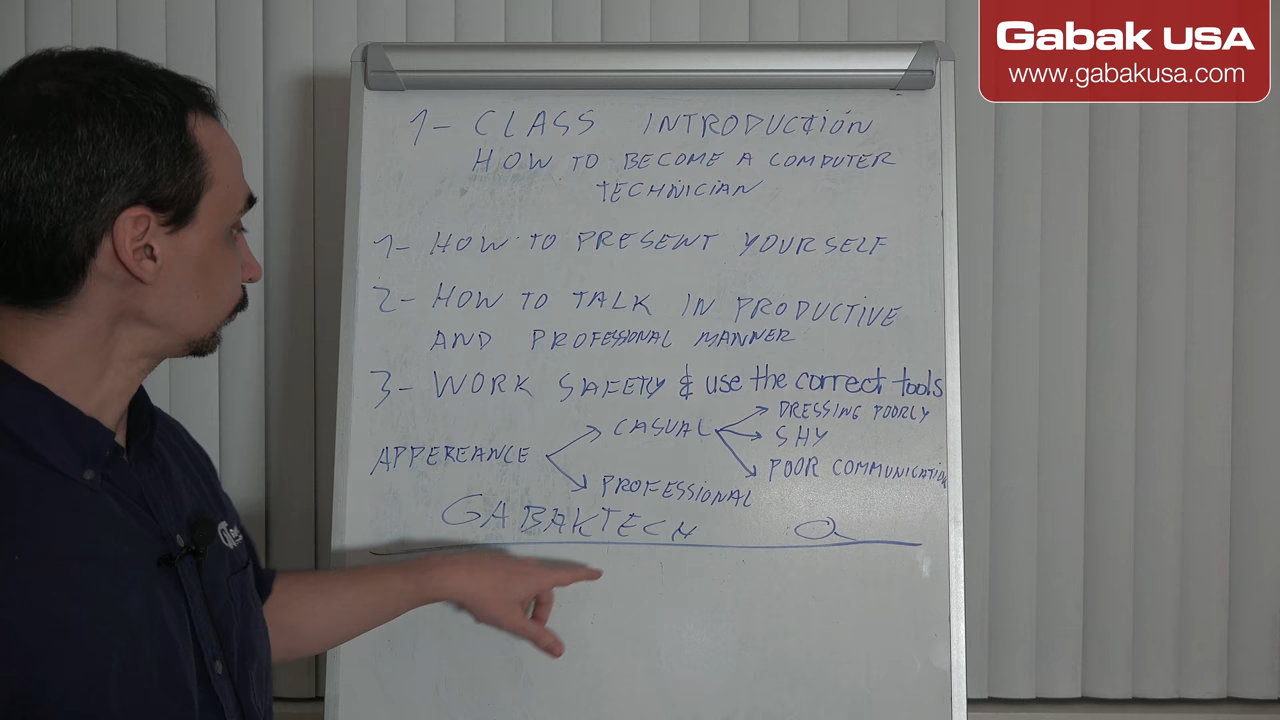 Gabak USA
www.gabakusa.com
1- CLASS INTRODUCTIÓN
HOW TO BECOME A COMPUTER
TECHNICIAN
1- HOW TO PRESENT YOURSELF
2- HOW TO TALK IN PRODUCTIVE
AND PROFESSIONAL MANNER
3- WORK SAFETY & use the correct tools
APPEREANCE
CASUAL
DRESSING POORLY
SHY
POOR COMMUNICATION
PROFESSIONAL
GABAKTECH